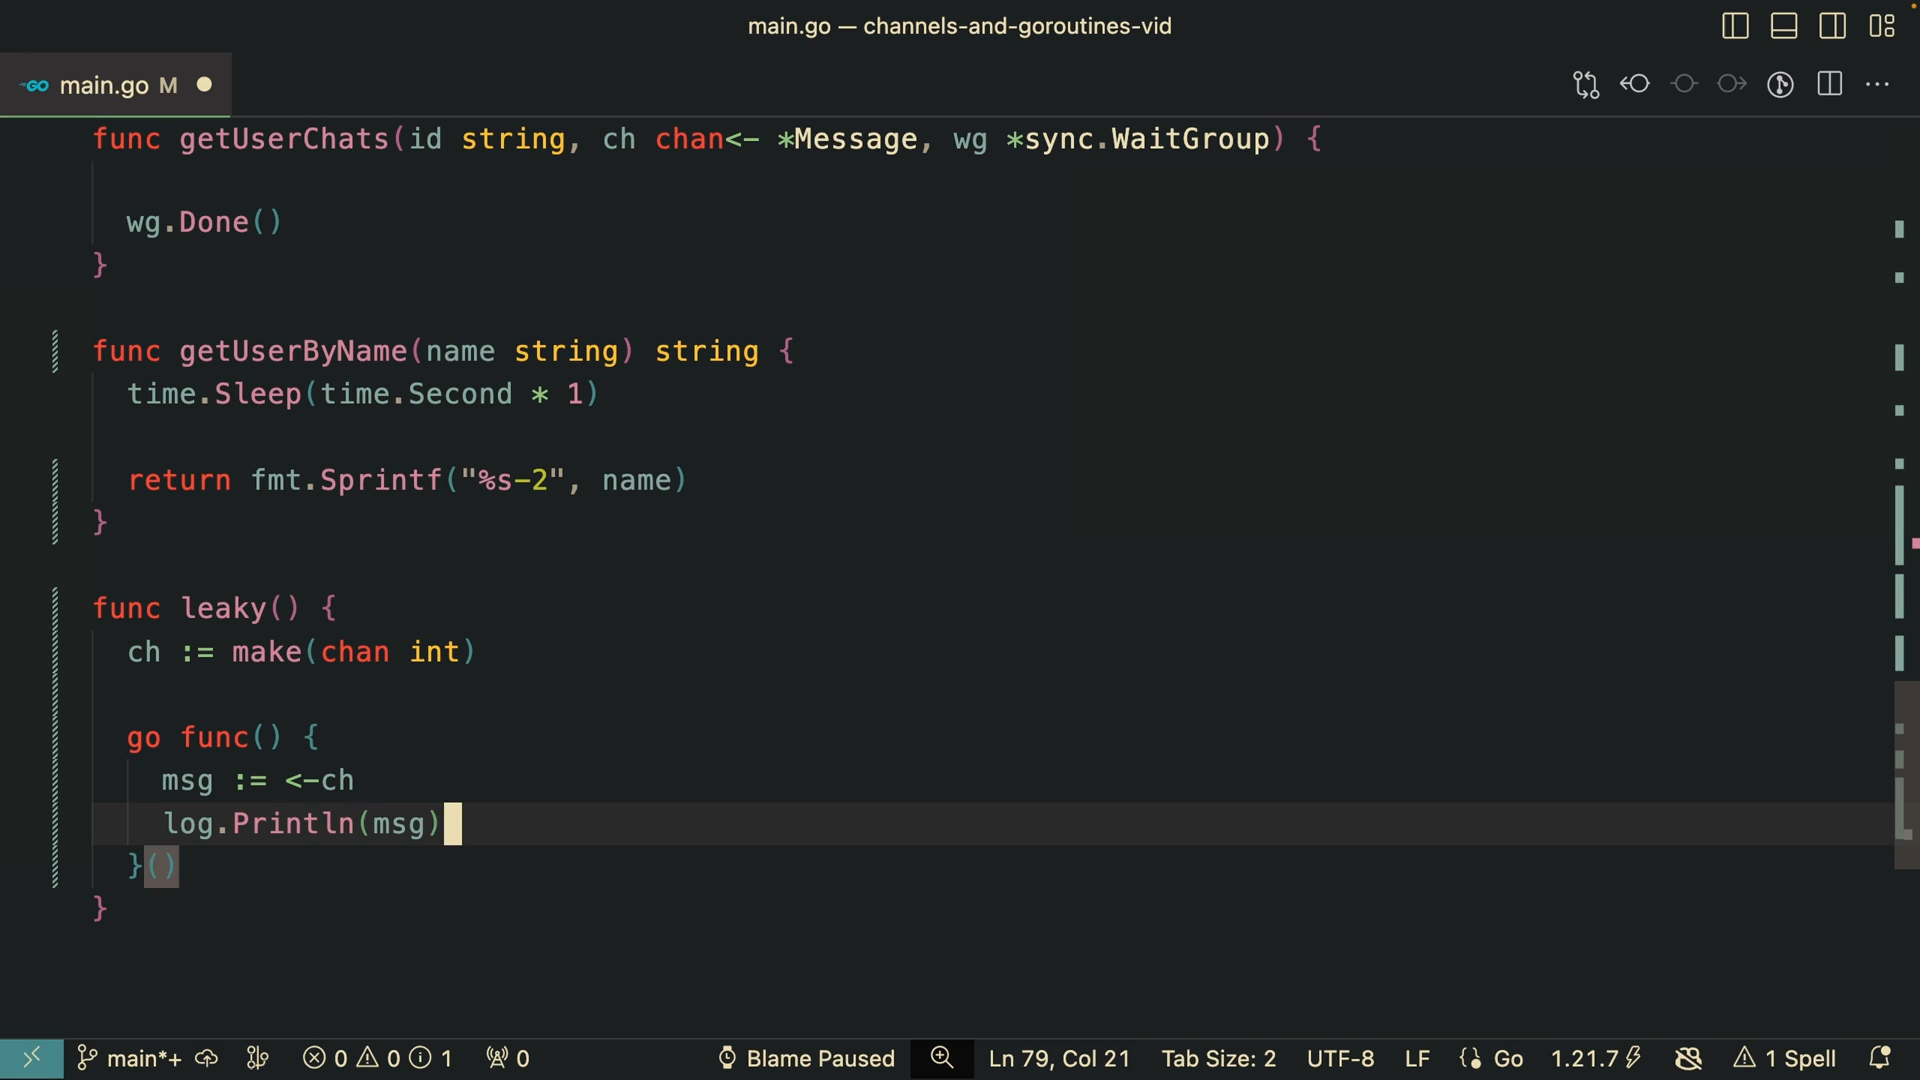 main.go — channels-and-goroutines-vid
GO main.go M
func getUserChats(id string, ch chan<- *Message, wg *sync.WaitGroup) {
wg.Done()
}
func getUserByName(name string) string {
time.Sleep(time.Second * 1)
return fmt.Sprintf("%s-2", name)
}
func leaky() {
ch := make(chan int)
go func() {
msg := <-ch
log.Println(msg)
}()
}
main*+ 0 0 1 0 Blame Paused Ln 79, Col 21 Tab Size: 2 UTF-8 LF Go 1.21.7 1 Spell